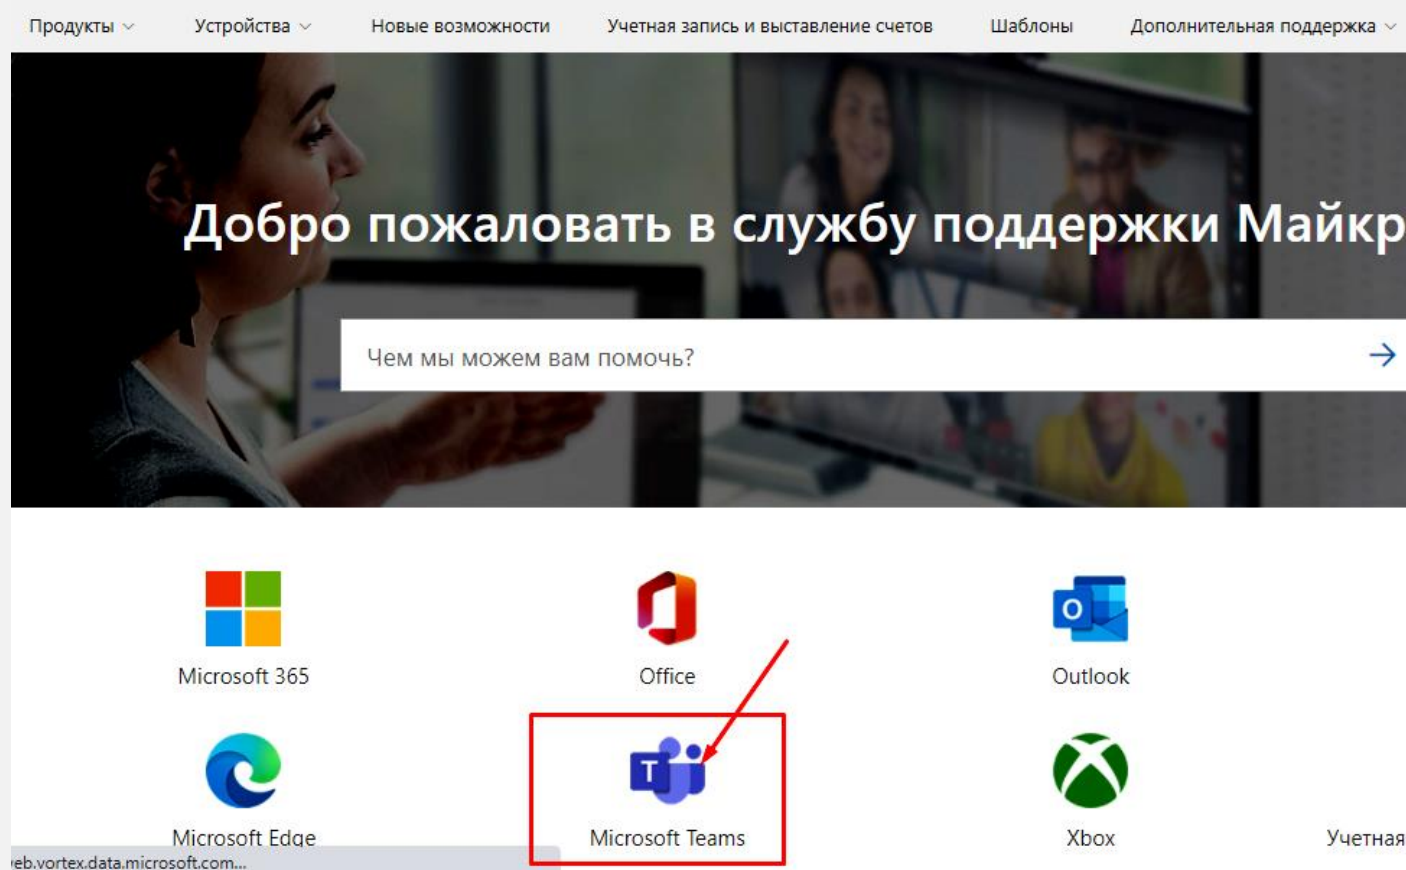 Продукты
Устройства
Новые возможности
Учетная запись и выставление счетов
Шаблоны
Дополнительная поддержка
Добро пожаловать в службу поддержки Майкр
Чем мы можем вам помочь?
Microsoft 365
Office
Outlook
Microsoft Edge
Microsoft Teams
Xbox
Учетная
eb.vortex.data.microsoft.com...